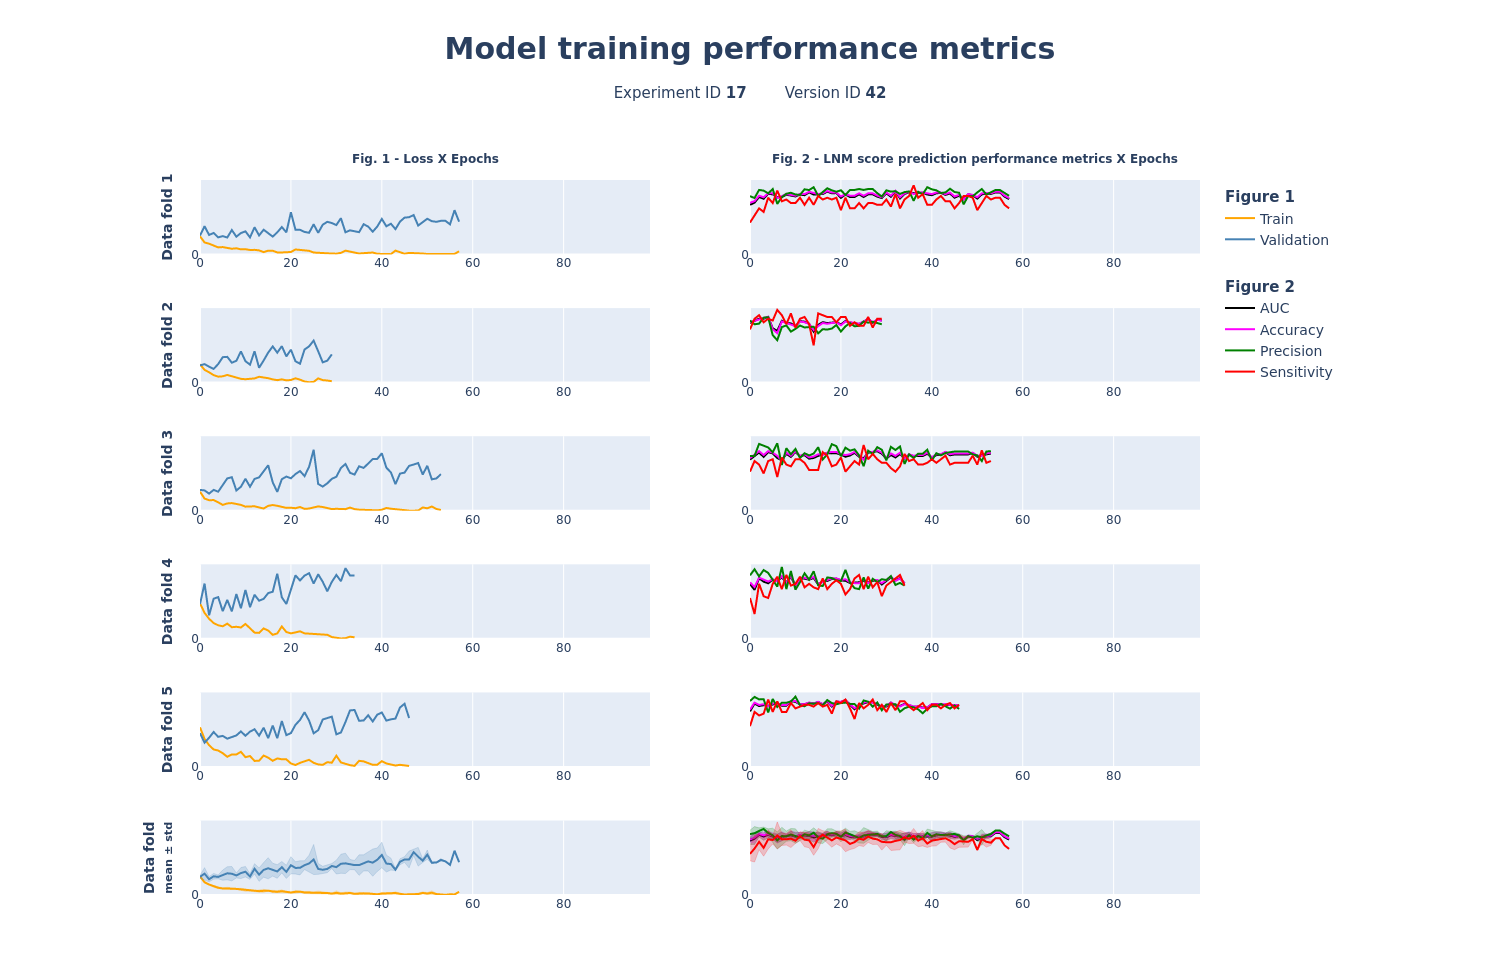 Model training performance metrics
Experiment ID 17 Version ID 42
Fig. 1 - Loss X Epochs
Fig. 2 - LNM score prediction performance metrics X Epochs
Data fold 1
0
0 20 40 60 80
0
0 20 40 60 80
Figure 1
Train
Validation
Figure 2
AUC
Accuracy
Precision
Sensitivity
Data fold 2
0
0 20 40 60 80
0
0 20 40 60 80
Data fold 3
0
0 20 40 60 80
0
0 20 40 60 80
Data fold 4
0
0 20 40 60 80
0
0 20 40 60 80
Data fold 5
0
0 20 40 60 80
0
0 20 40 60 80
Data fold
mean ± std
0
0 20 40 60 80
0
0 20 40 60 80